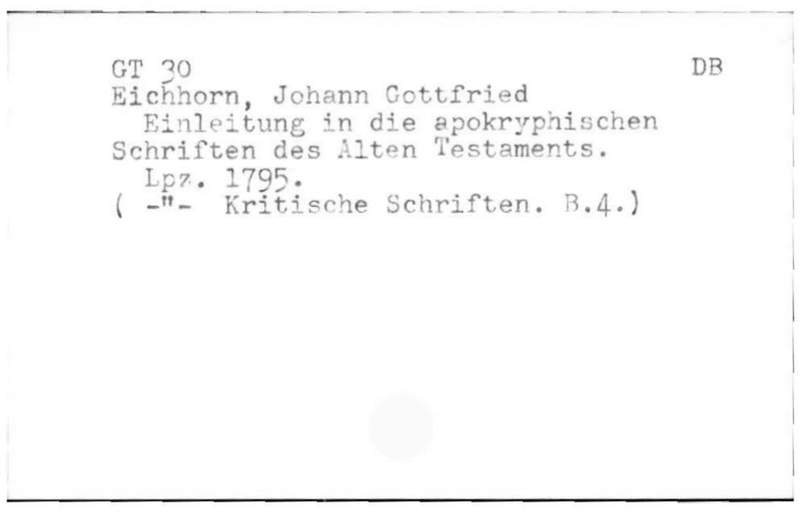 GT 30 DB
Eichhorn, Johann Gottfried
Einleitung in die apokryphischen
Schriften des Alten Testaments.
Lpz. 1795.
( -"- Kritische Schriften. B.4.)